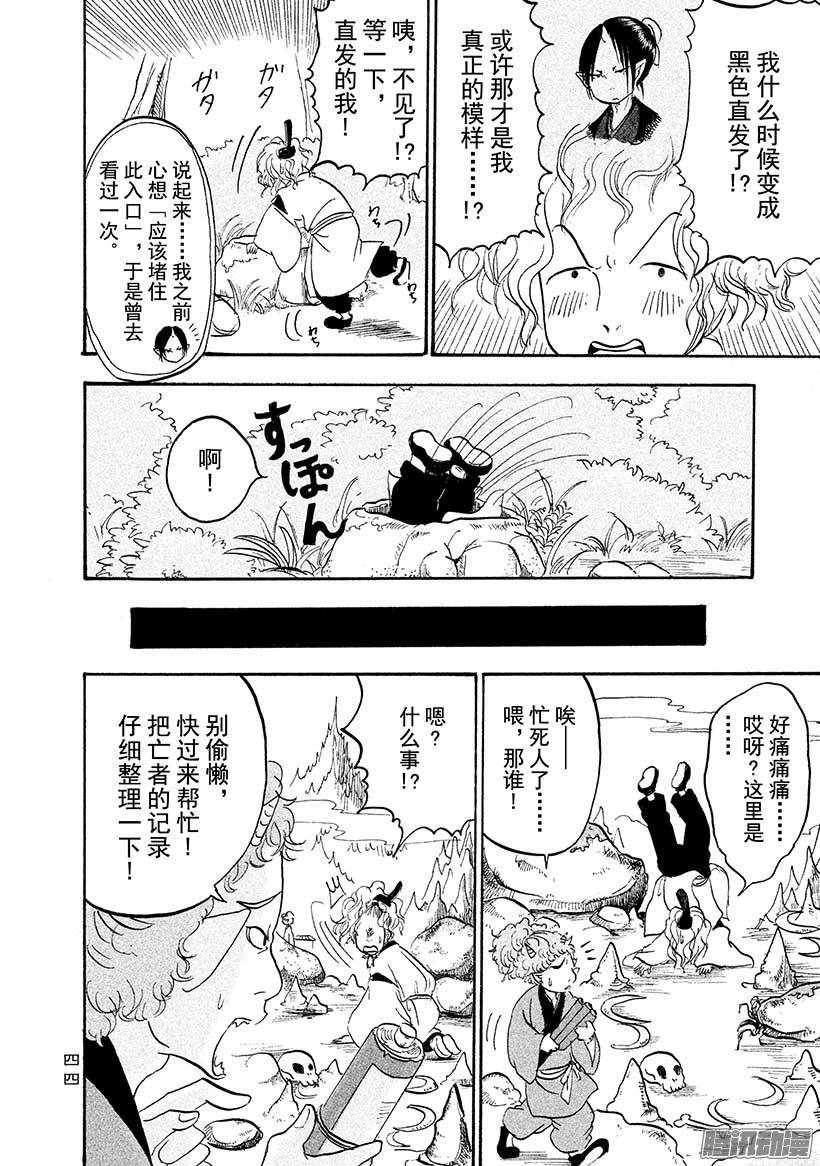 我什么时候变成
黑色直发了!?
或许那才是我
真正的模样……!?
咦，不见了!?
等一下，
直发的我！
ガタ
ガタ
わち
わち
说起来……我之前
心想「应该堵住
此入口」，于是曾去
看过一次。
すっぽん
啊！
好痛痛痛
……
哎呀？这里是
……
唉——
忙死人了……
喂，那谁！
嗯？
什么事!?
别偷懒，
快过来帮忙！
把亡者的记录
仔细整理一下！
四四
腾讯动漫